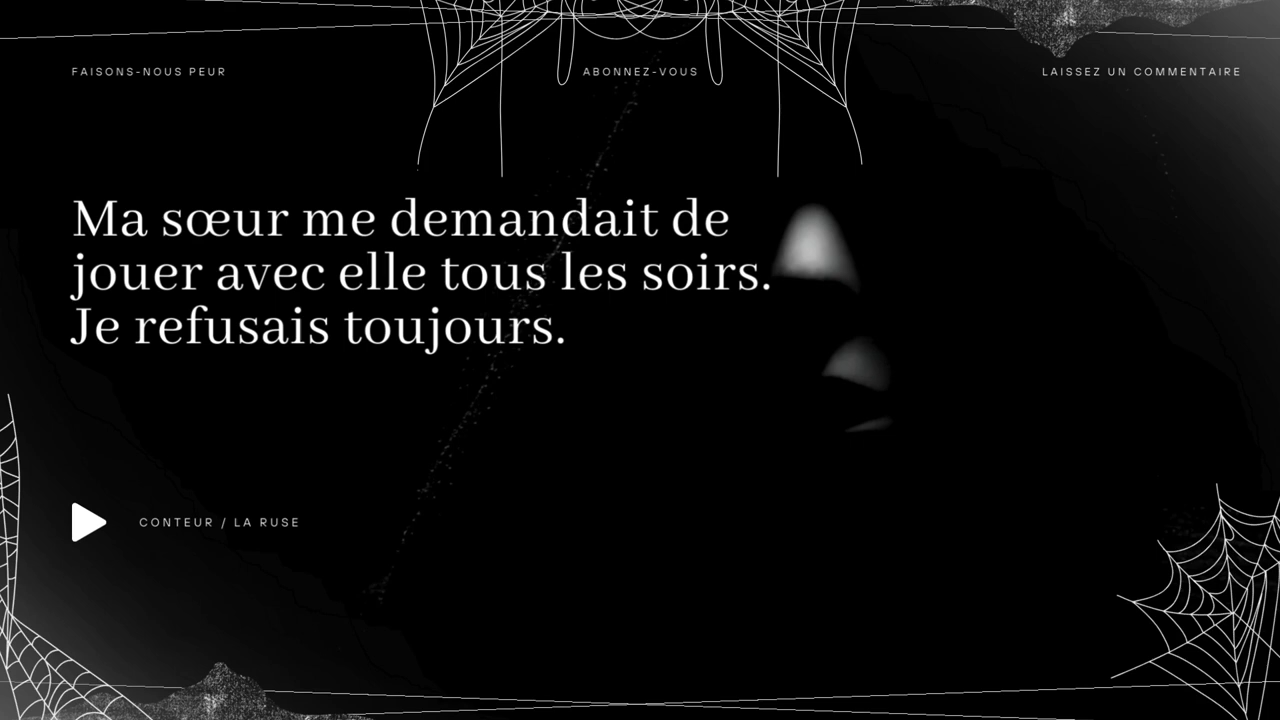 FAISONS-NOUS PEUR
ABONNEZ-VOUS
LAISSEZ UN COMMENTAIRE
Ma sœur me demandait de
jouer avec elle tous les soirs.
Je refusais toujours.
CONTEUR / LA RUSE